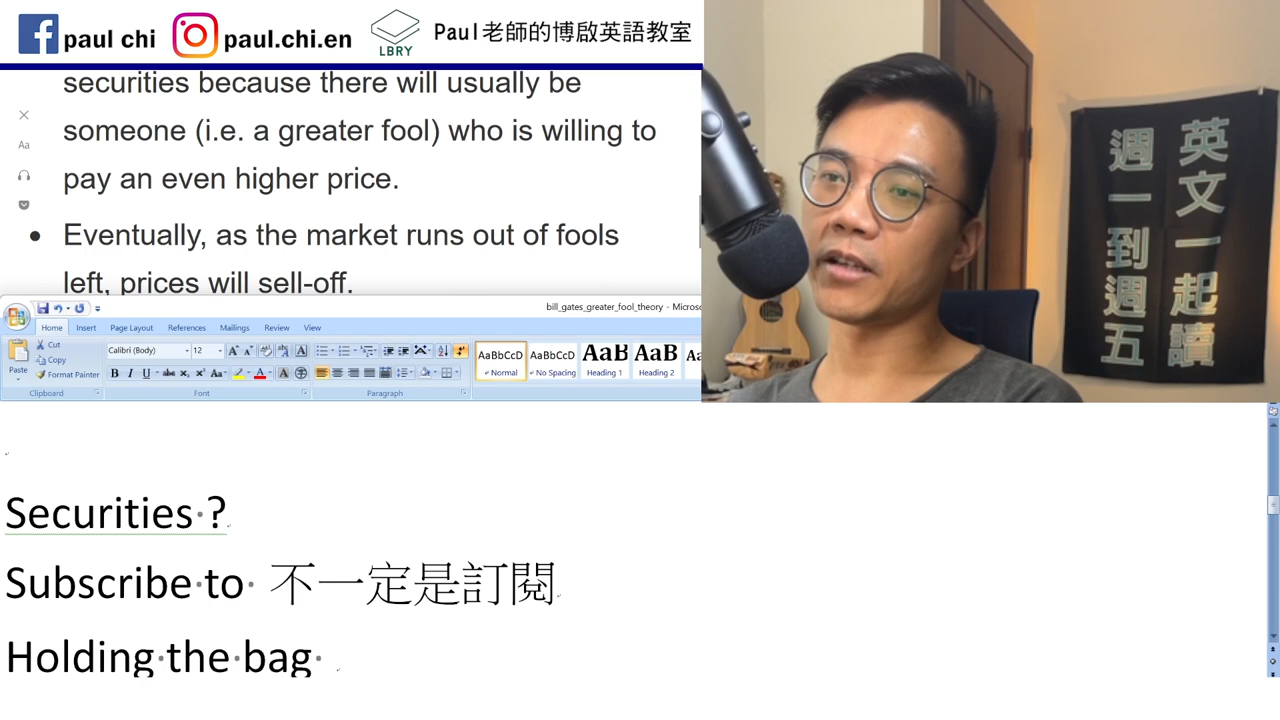 paul chi
paul.chi.en
LBRY
Paul老師的博啟英語教室
securities because there will usually be
someone (i.e. a greater fool) who is willing to
pay an even higher price.
• Eventually, as the market runs out of fools
left, prices will sell-off.
Aa
bill_gates_greater_fool_theory - Microso
Home Insert Page Layout References Mailings Review View
Paste
Cut
Copy
Format Painter
Calibri (Body) 12
AaBbCcD AaBbCcD AaBb AaB
Normal No Spacing Heading 1 Heading 2
Clipboard Font Paragraph
英文一起讀
週一到週五
Securities ?
Subscribe to 不一定是訂閱
Holding the bag